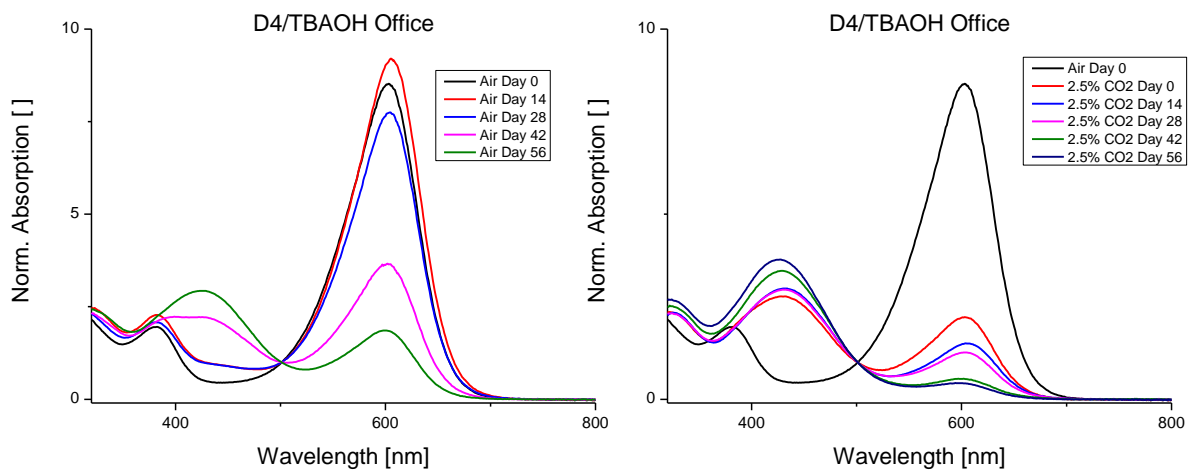 D4/TBAOH Office
10
Air Day 0
Air Day 14
Air Day 28
Air Day 42
Air Day 56
Norm. Absorption [ ]
5
0
400
600
800
Wavelength [nm]
D4/TBAOH Office
10
Air Day 0
2.5% CO2 Day 0
2.5% CO2 Day 14
2.5% CO2 Day 28
2.5% CO2 Day 42
2.5% CO2 Day 56
Norm. Absorption [ ]
5
0
400
600
800
Wavelength [nm]